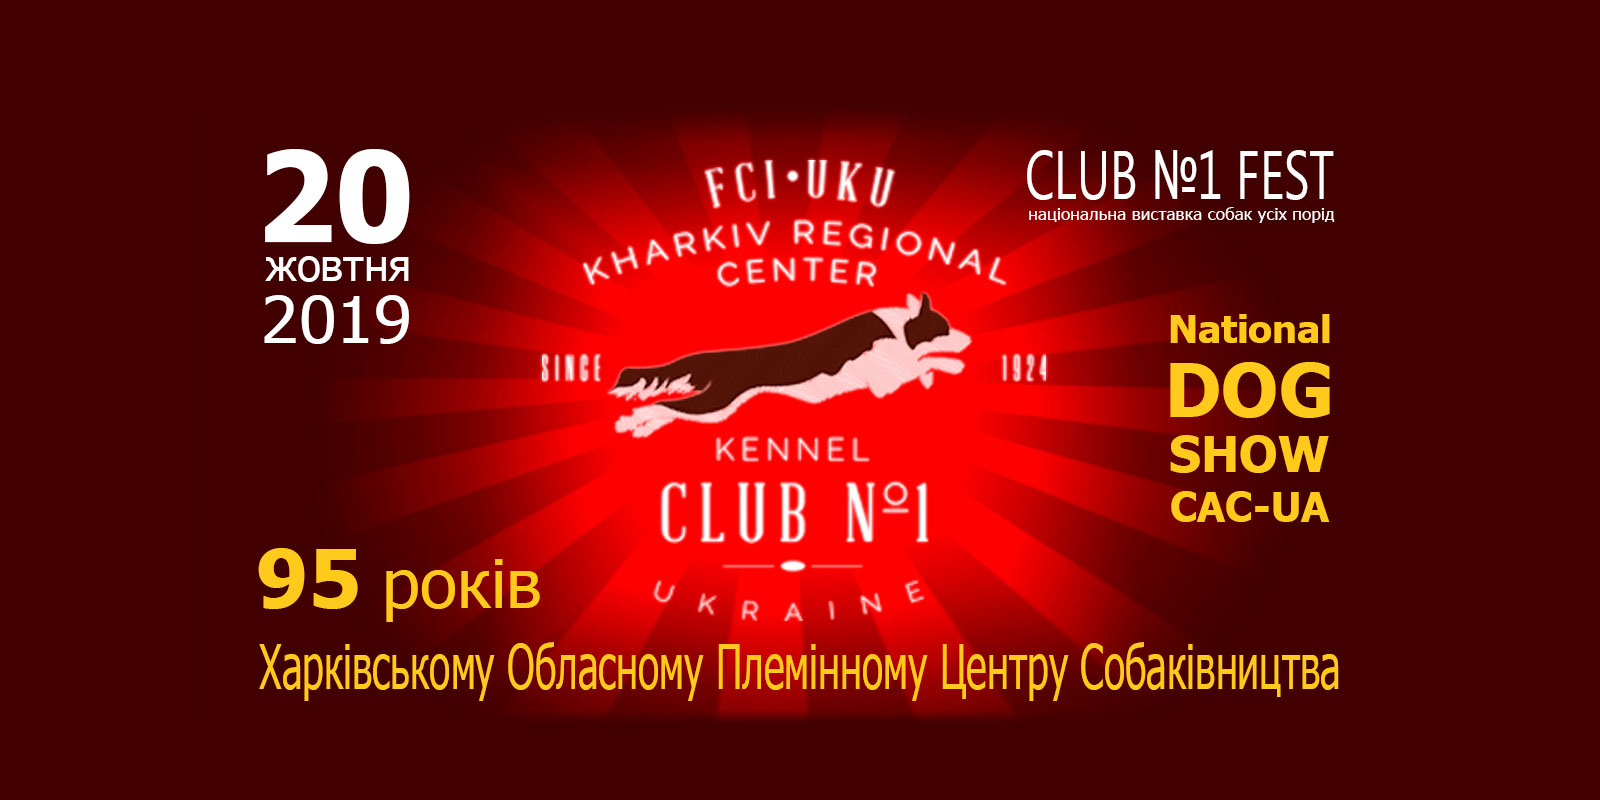 20
ЖОВТНЯ
2019
FCI•UKU
KHARKIV REGIONAL
CENTER
SINCE 1924
KENNEL
CLUB №1
UKRAINE
CLUB №1 FEST
національна виставка собак усіх порід
National
DOG
SHOW
CAC-UA
95 років
Харківському Обласному Племінному Центру Собаківництва